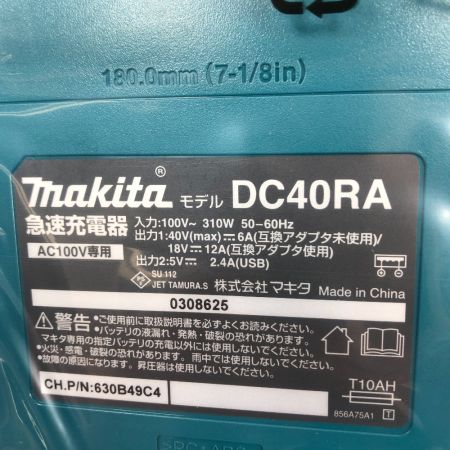 180.0mm (7-1/8in)
makita® モデル DC40RA
急速充電器
AC100V専用
入力:100V~ 310W 50-60Hz
出力1:40V(max)⎓6A(互換アダプタ未使用)/
18V⎓12A(互換アダプタ使用)
出力2:5V⎓ 2.4A(USB)
SU 112
JET TAMURA.S 株式会社 マキタ Made in China
0308625
⚠警告 •ご使用前に取扱説明書を必ずよくお読みください。
•バッテリの液漏れ・発熱・破裂の恐れがあるので、
マキタ専用の指定バッテリの充電以外には使用しないでください。
•火災・感電・破裂の恐れあり。雨中では使用しないでください。
•故障の原因になります。昇圧器は使用しないでください。
CH.P/N:630B49C4
T10AH
856A75A1 T